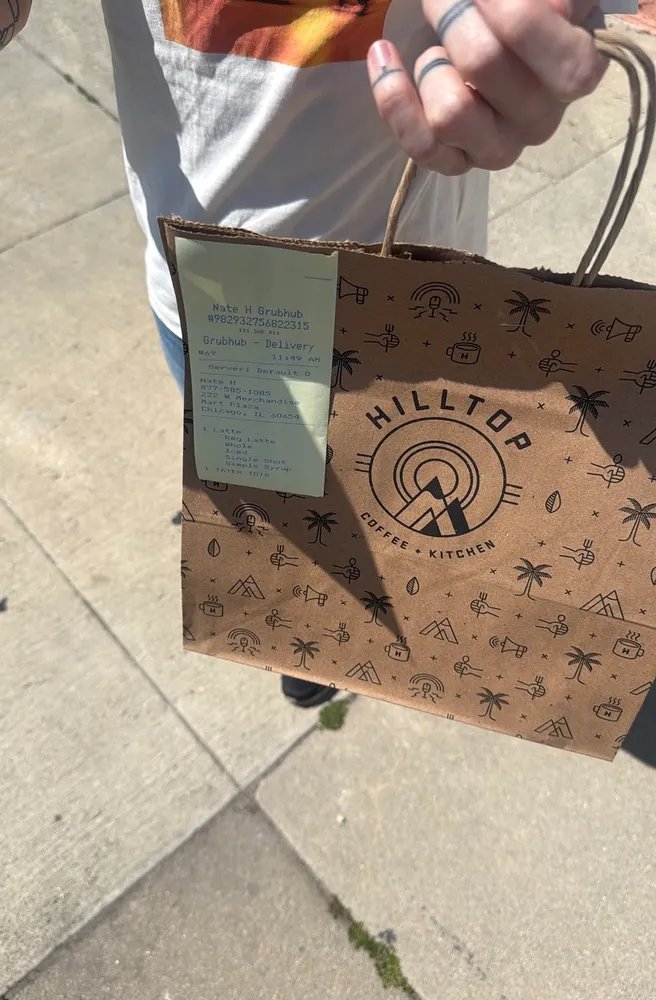 Nate H Grubhub
#982932756822315
Grubhub - Delivery
#69 11:49 AM
Server: Default O
Nate H
877-585-1085
222 W Merchandise
Mart Plaza
Chicago, IL 60654
1 Latte
Reg Latte
Whole
Iced
Single Shot
Simple Syrup
HILLTOP
COFFEE + KITCHEN
H
H
H
H
H